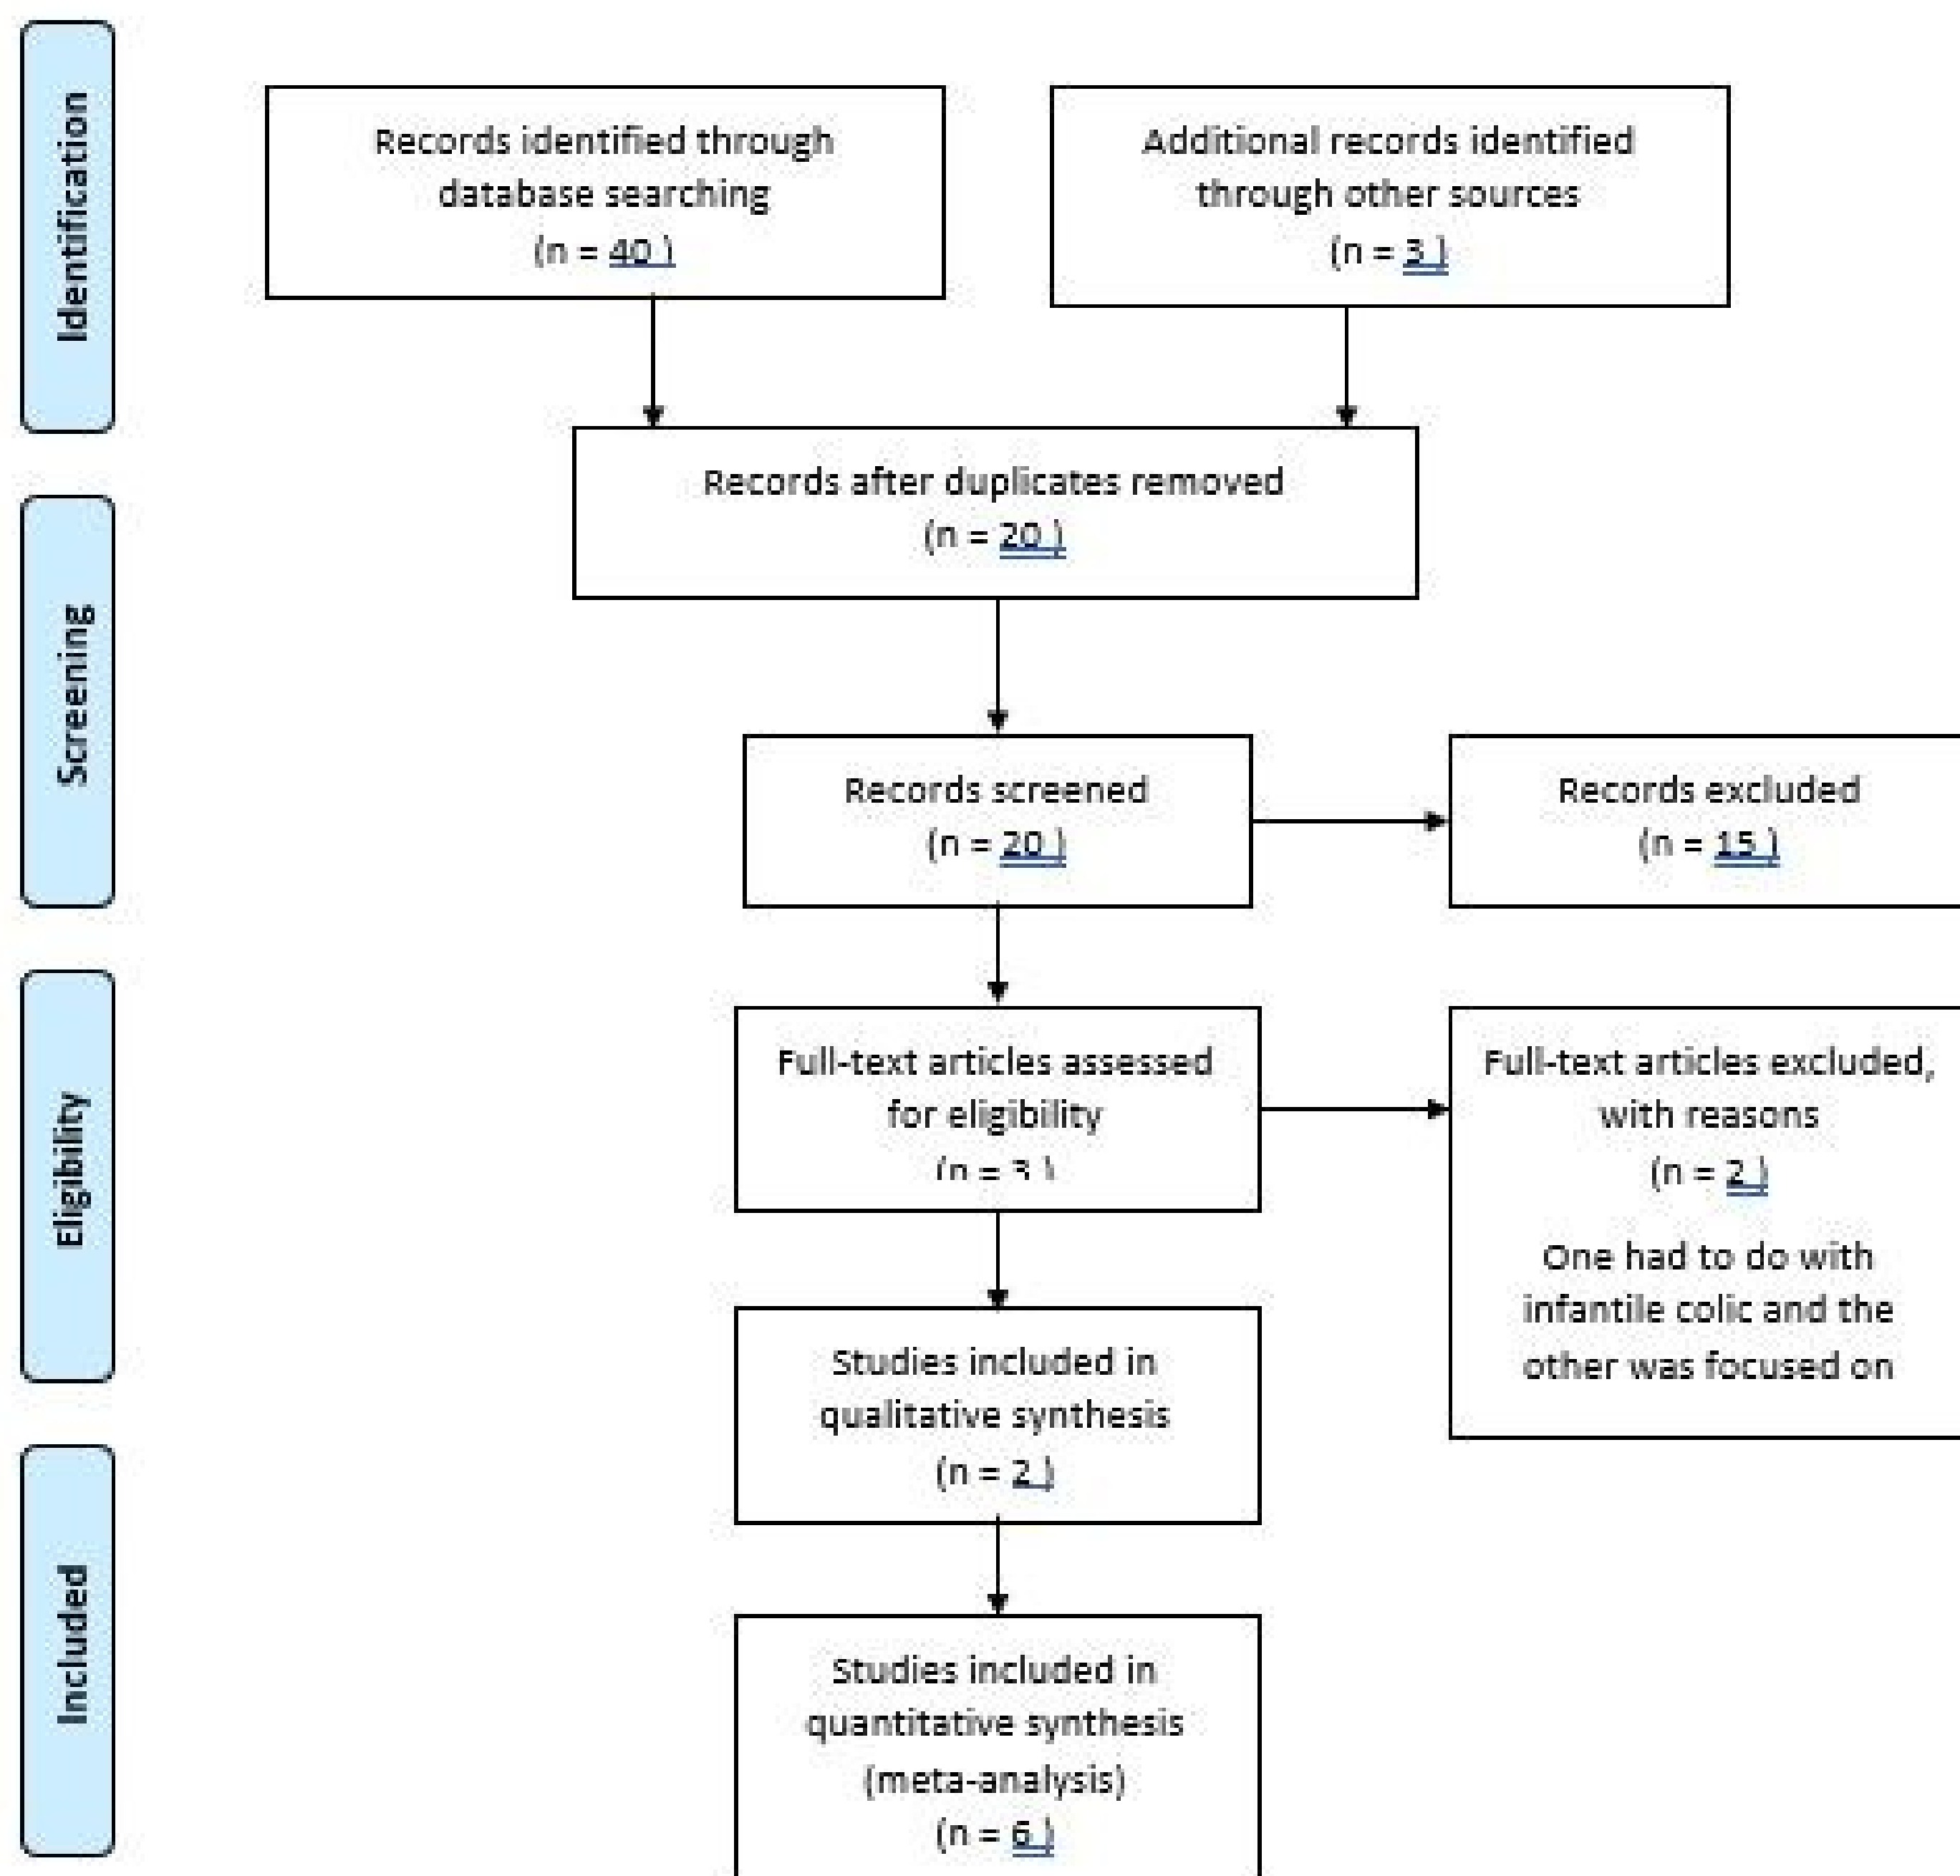 Identification
Records identified through
database searching
(n = 40 )
Additional records identified
through other sources
(n = 3 )
Records after duplicates removed
(n = 20 )
Screening
Records screened
(n = 20 )
Records excluded
(n = 15 )
Eligibility
Full-text articles assessed
for eligibility
(n = 3 )
Full-text articles excluded,
with reasons
(n = 2 )
One had to do with
infantile colic and the
other was focused on
Studies included in
qualitative synthesis
(n = 2 )
Included
Studies included in
quantitative synthesis
(meta-analysis)
(n = 6 )